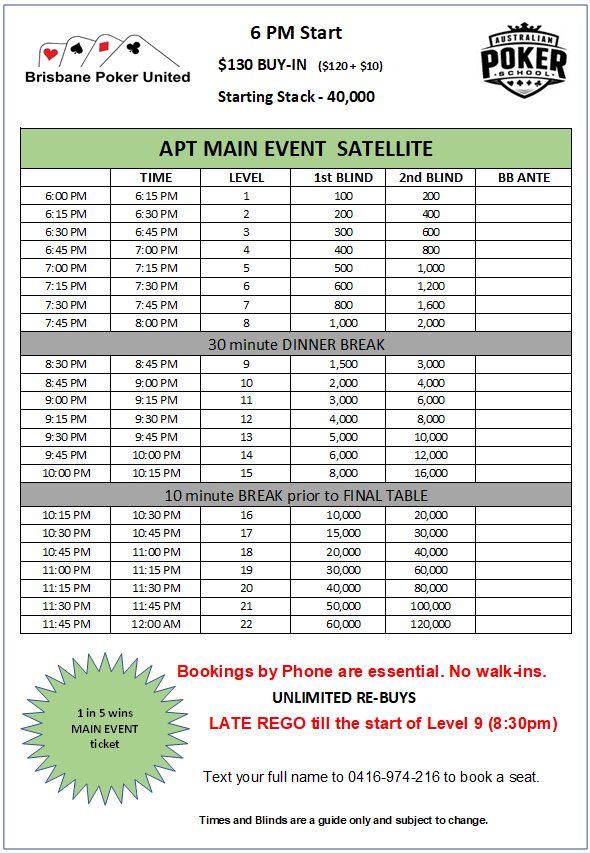 6 PM Start
Brisbane Poker United
$130 BUY-IN ($120 + $10)
Starting Stack - 40,000
AUSTRALIAN
POKER
SCHOOL
APT MAIN EVENT SATELLITE
TIME LEVEL 1st BLIND 2nd BLIND BB ANTE
6:00 PM 6:15 PM 1 100 200
6:15 PM 6:30 PM 2 200 400
6:30 PM 6:45 PM 3 300 600
6:45 PM 7:00 PM 4 400 800
7:00 PM 7:15 PM 5 500 1,000
7:15 PM 7:30 PM 6 600 1,200
7:30 PM 7:45 PM 7 800 1,600
7:45 PM 8:00 PM 8 1,000 2,000
30 minute DINNER BREAK
8:30 PM 8:45 PM 9 1,500 3,000
8:45 PM 9:00 PM 10 2,000 4,000
9:00 PM 9:15 PM 11 3,000 6,000
9:15 PM 9:30 PM 12 4,000 8,000
9:30 PM 9:45 PM 13 5,000 10,000
9:45 PM 10:00 PM 14 6,000 12,000
10:00 PM 10:15 PM 15 8,000 16,000
10 minute BREAK prior to FINAL TABLE
10:15 PM 10:30 PM 16 10,000 20,000
10:30 PM 10:45 PM 17 15,000 30,000
10:45 PM 11:00 PM 18 20,000 40,000
11:00 PM 11:15 PM 19 30,000 60,000
11:15 PM 11:30 PM 20 40,000 80,000
11:30 PM 11:45 PM 21 50,000 100,000
11:45 PM 12:00 AM 22 60,000 120,000
1 in 5 wins
MAIN EVENT
ticket
Bookings by Phone are essential. No walk-ins.
UNLIMITED RE-BUYS
LATE REGO till the start of Level 9 (8:30pm)
Text your full name to 0416-974-216 to book a seat.
Times and Blinds are a guide only and subject to change.